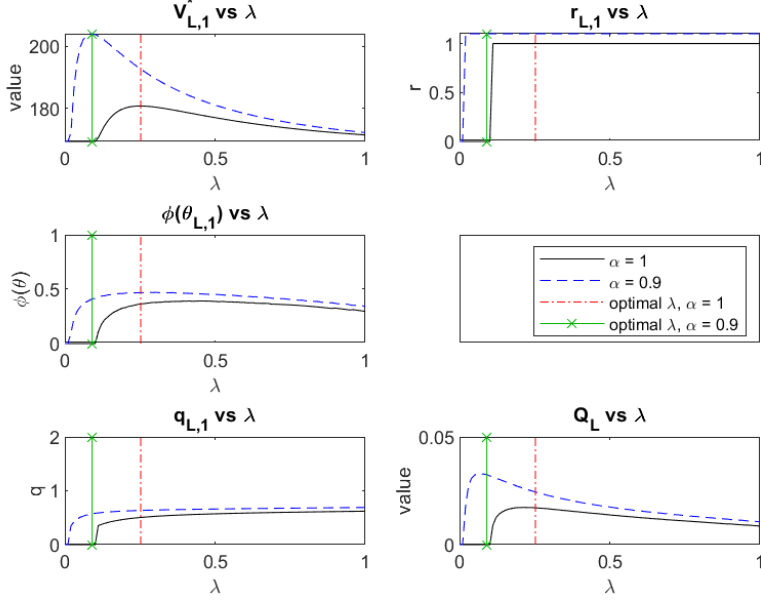 V*L,1 vs λ
value
204
180
0
0.5
1
λ
rL,1 vs λ
r
1
0.5
0
0
0.5
1
λ
ϕ(θL,1) vs λ
ϕ(θ)
1
0.5
0
0
0.5
1
λ
α = 1
α = 0.9
optimal λ, α = 1
optimal λ, α = 0.9
qL,1 vs λ
q
2
1
0
0
0.5
1
λ
QL vs λ
value
0.05
0
0
0.5
1
λ